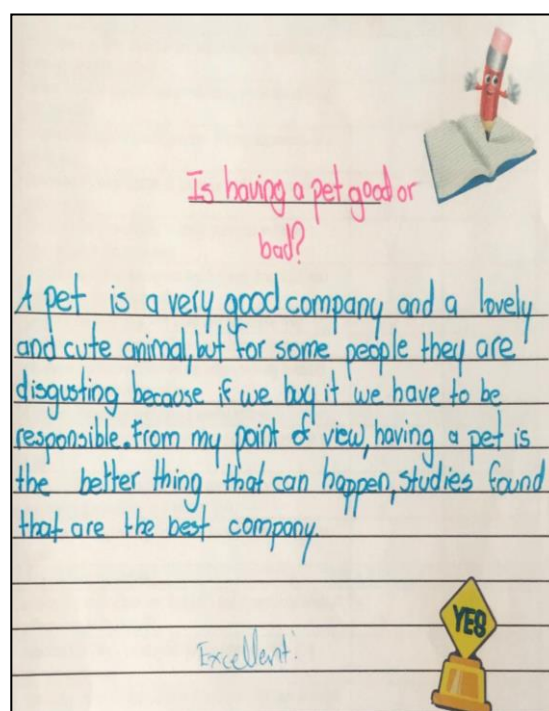 Is having a pet good or
bad?
A pet is a very good company and a lovely
and cute animal, but for some people they are
disgusting because if we buy it we have to be
responsible. From my point of view, having a pet is
the better thing that can happen, studies found
that are the best company.
Excellent!
YES